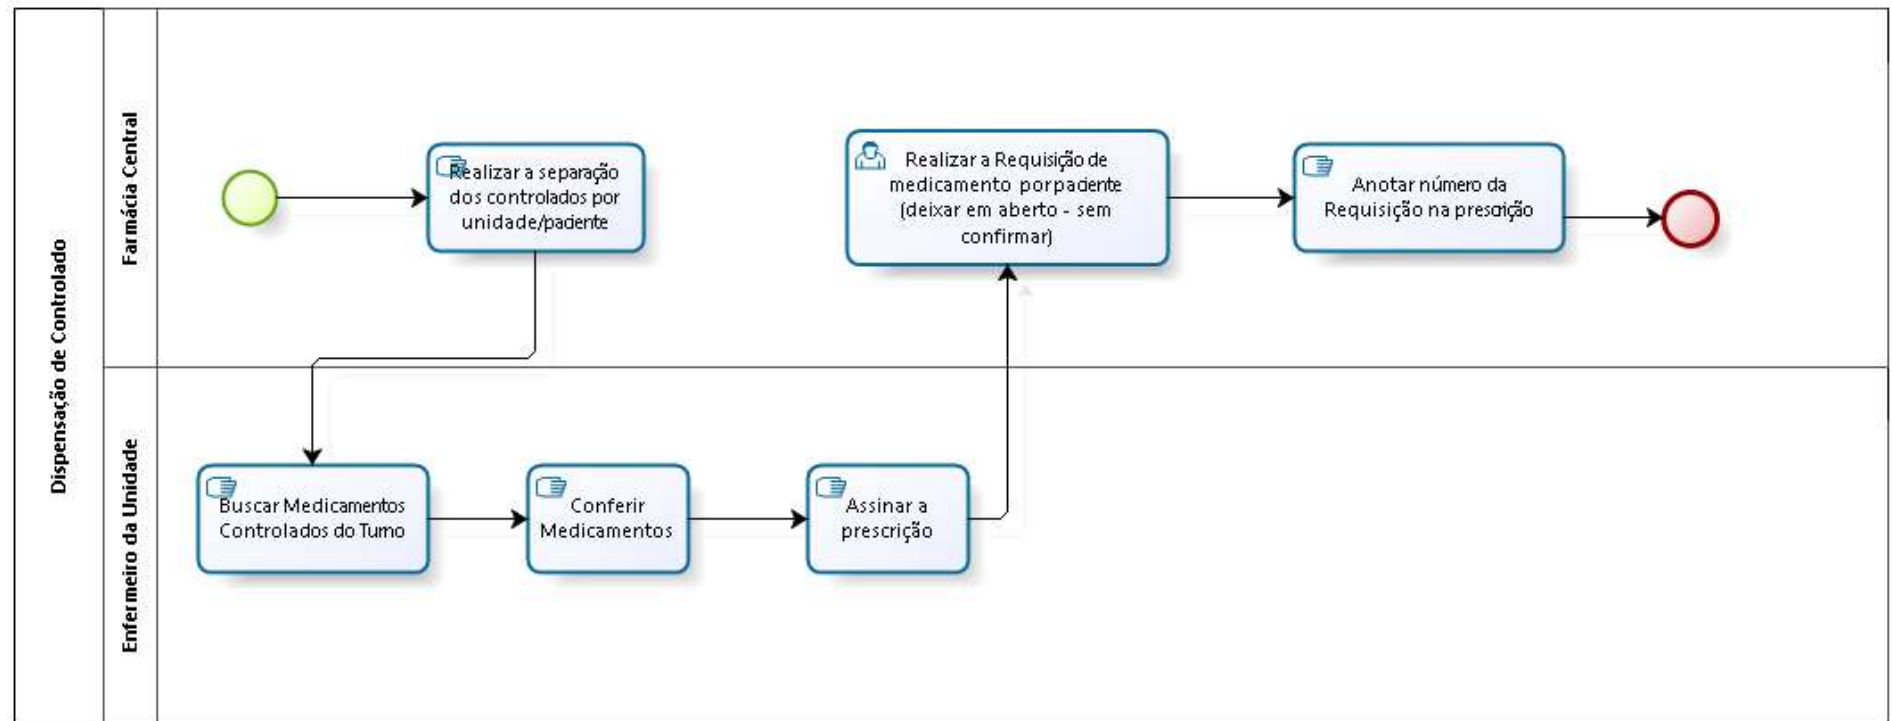 Dispensação de Controlado
Farmácia Central
Realizar a separação
dos controlados por
unidade/paciente
Realizar a Requisição de
medicamento por paciente
(deixar em aberto - sem
confirmar)
Anotar número da
Requisição na prescrição
Enfermeiro da Unidade
Buscar Medicamentos
Controlados do Turno
Conferir
Medicamentos
Assinar a
prescrição